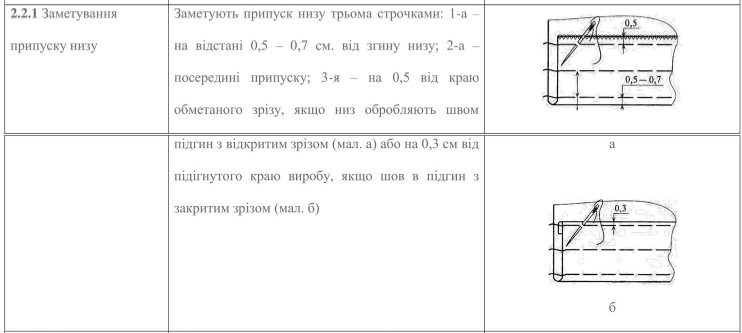 2.2.1 Заметування
припуску низу
Заметують припуск низу трьома строчками: 1-а –
на відстані 0,5 – 0,7 см. від згину низу; 2-а –
посередині припуску; 3-я – на 0,5 від краю
обметаного зрізу, якщо низ обробляють швом
0,5
0,5 – 0,7
підгин з відкритим зрізом (мал. а) або на 0,3 см від
підігнутого краю виробу, якщо шов в підгин з
закритим зрізом (мал. б)
а
0,3
б